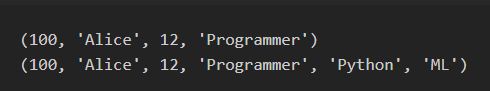 (100, 'Alice', 12, 'Programmer')
(100, 'Alice', 12, 'Programmer', 'Python', 'ML')